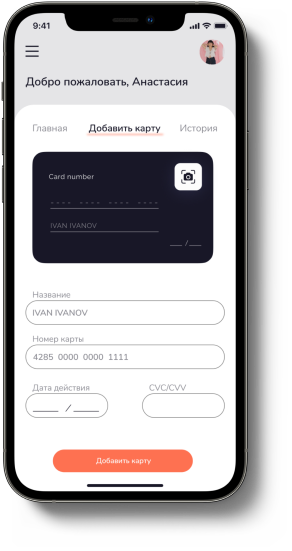 9:41
Добро пожаловать, Анастасия
Главная Добавить карту История
Card number
---- ---- ---- ----
IVAN IVANOV
__ /__
Название
IVAN IVANOV
Номер карты
4285 0000 0000 1111
Дата действия CVC/CVV
____ /____
Добавить карту